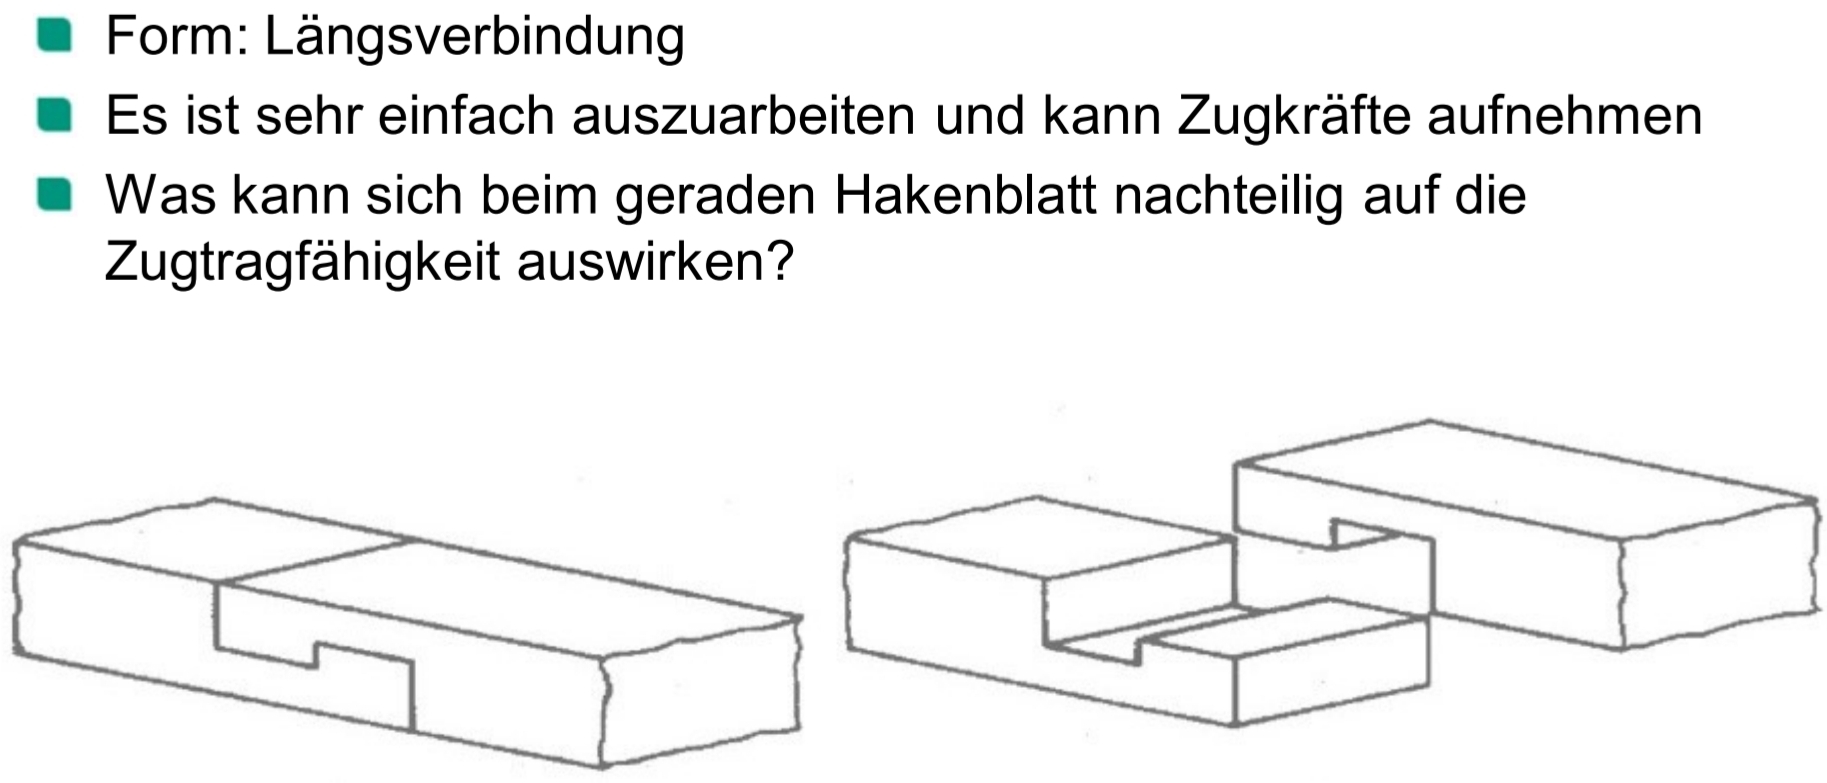 Form: Längsverbindung
Es ist sehr einfach auszuarbeiten und kann Zugkräfte aufnehmen
Was kann sich beim geraden Hakenblatt nachteilig auf die
Zugtragfähigkeit auswirken?